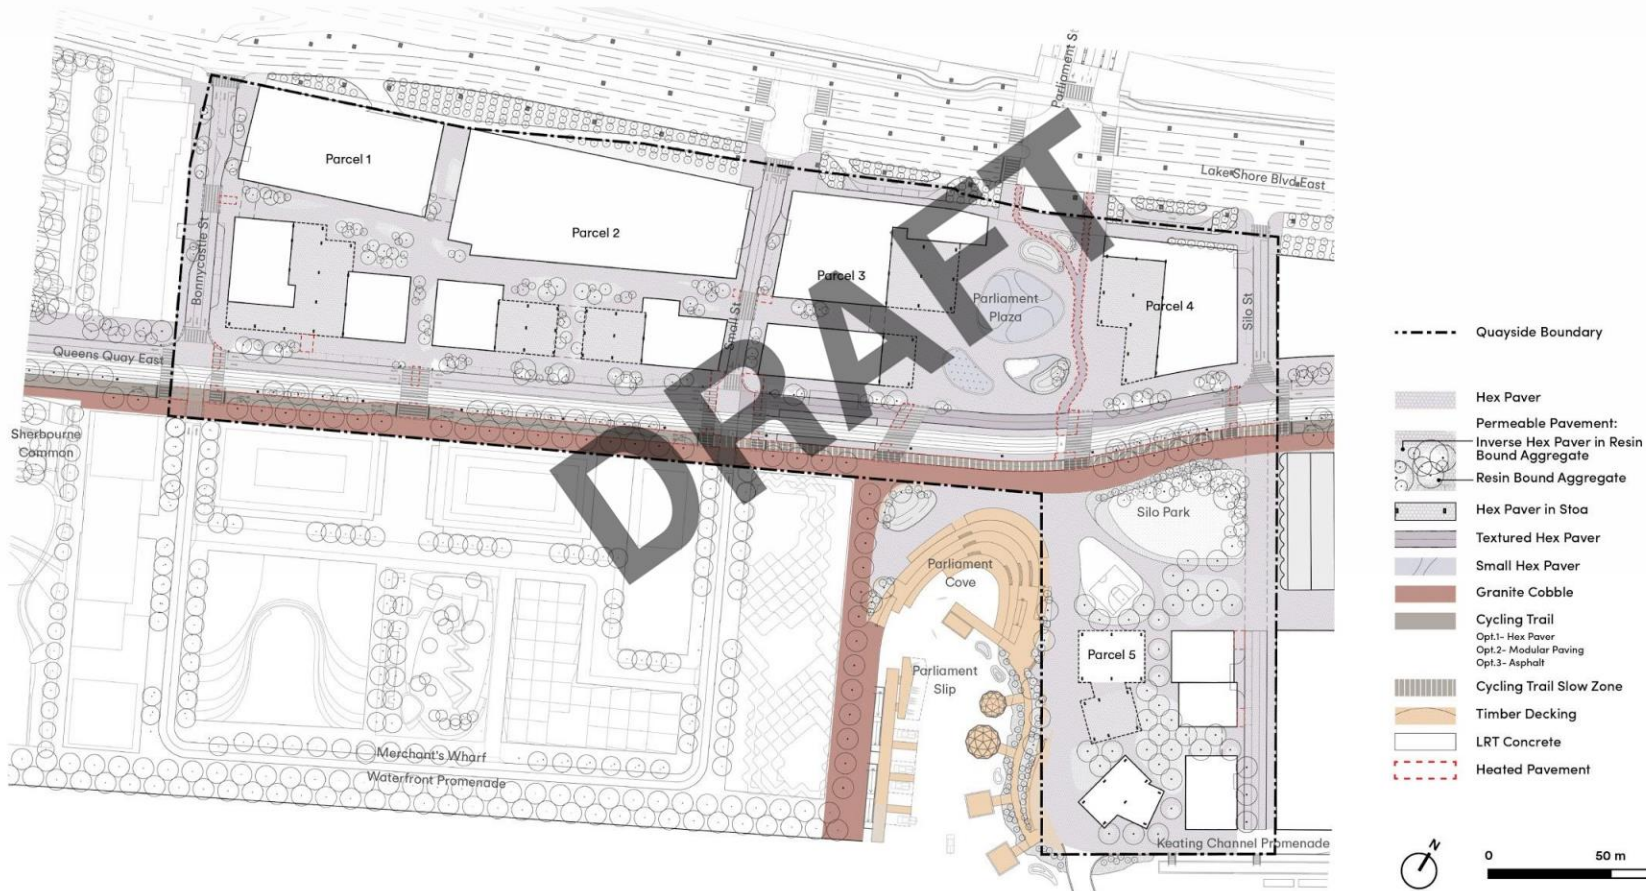 Parliament St
Lake Shore Blvd East
Parcel 1
Parcel 2
Parcel 3
Parcel 4
Parliament
Plaza
Bonnycastle St
Small St
Silo St
Queens Quay East
Sherbourne
Common
DRAFT
Silo Park
Parliament
Cove
Parcel 5
Parliament
Slip
Merchant's Wharf
Waterfront Promenade
Keating Channel Promenade
Quayside Boundary
Hex Paver
Permeable Pavement:
Inverse Hex Paver in Resin
Bound Aggregate
Resin Bound Aggregate
Hex Paver in Stoa
Textured Hex Paver
Small Hex Paver
Granite Cobble
Cycling Trail
Opt.1- Hex Paver
Opt.2- Modular Paving
Opt.3- Asphalt
Cycling Trail Slow Zone
Timber Decking
LRT Concrete
Heated Pavement
N
0
50 m